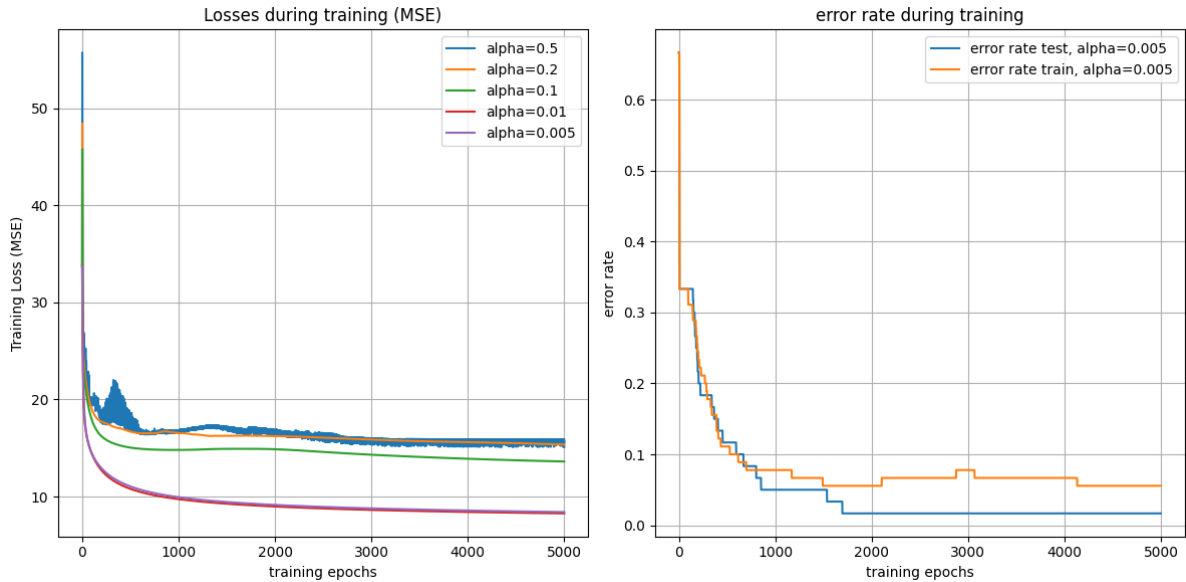 Losses during training (MSE)
alpha=0.5
alpha=0.2
alpha=0.1
alpha=0.01
alpha=0.005
50
40
30
20
10
Training Loss (MSE)
0
1000
2000
3000
4000
5000
training epochs
error rate during training
error rate test, alpha=0.005
error rate train, alpha=0.005
0.6
0.5
0.4
0.3
0.2
0.1
0.0
error rate
0
1000
2000
3000
4000
5000
training epochs